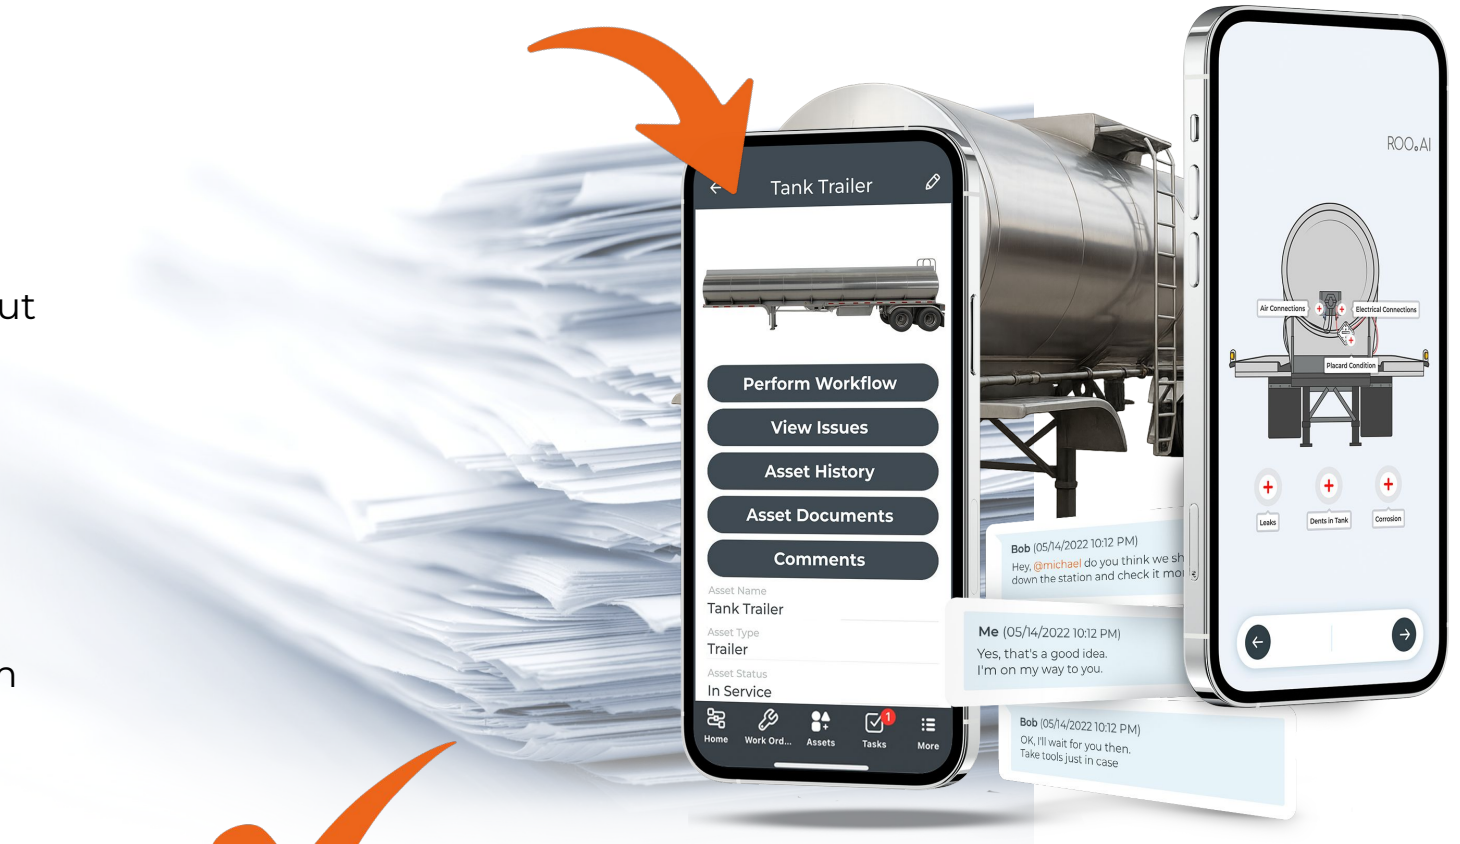 ut
n
Tank Trailer
Perform Workflow
View Issues
Asset History
Asset Documents
Comments
Asset Name
Tank Trailer
Asset Type
Trailer
Asset Status
In Service
Home
Work Ord...
Assets
Tasks
1
More
ROO.AI
Air Connections
Electrical Connections
Placard Condition
Leaks
Dents in Tank
Corrosion
Bob (05/14/2022 10:12 PM)
Hey, @michael do you think we sh
down the station and check it mo
Me (05/14/2022 10:12 PM)
Yes, that's a good idea.
I'm on my way to you.
Bob (05/14/2022 10:12 PM)
OK, I'll wait for you then.
Take tools just in case